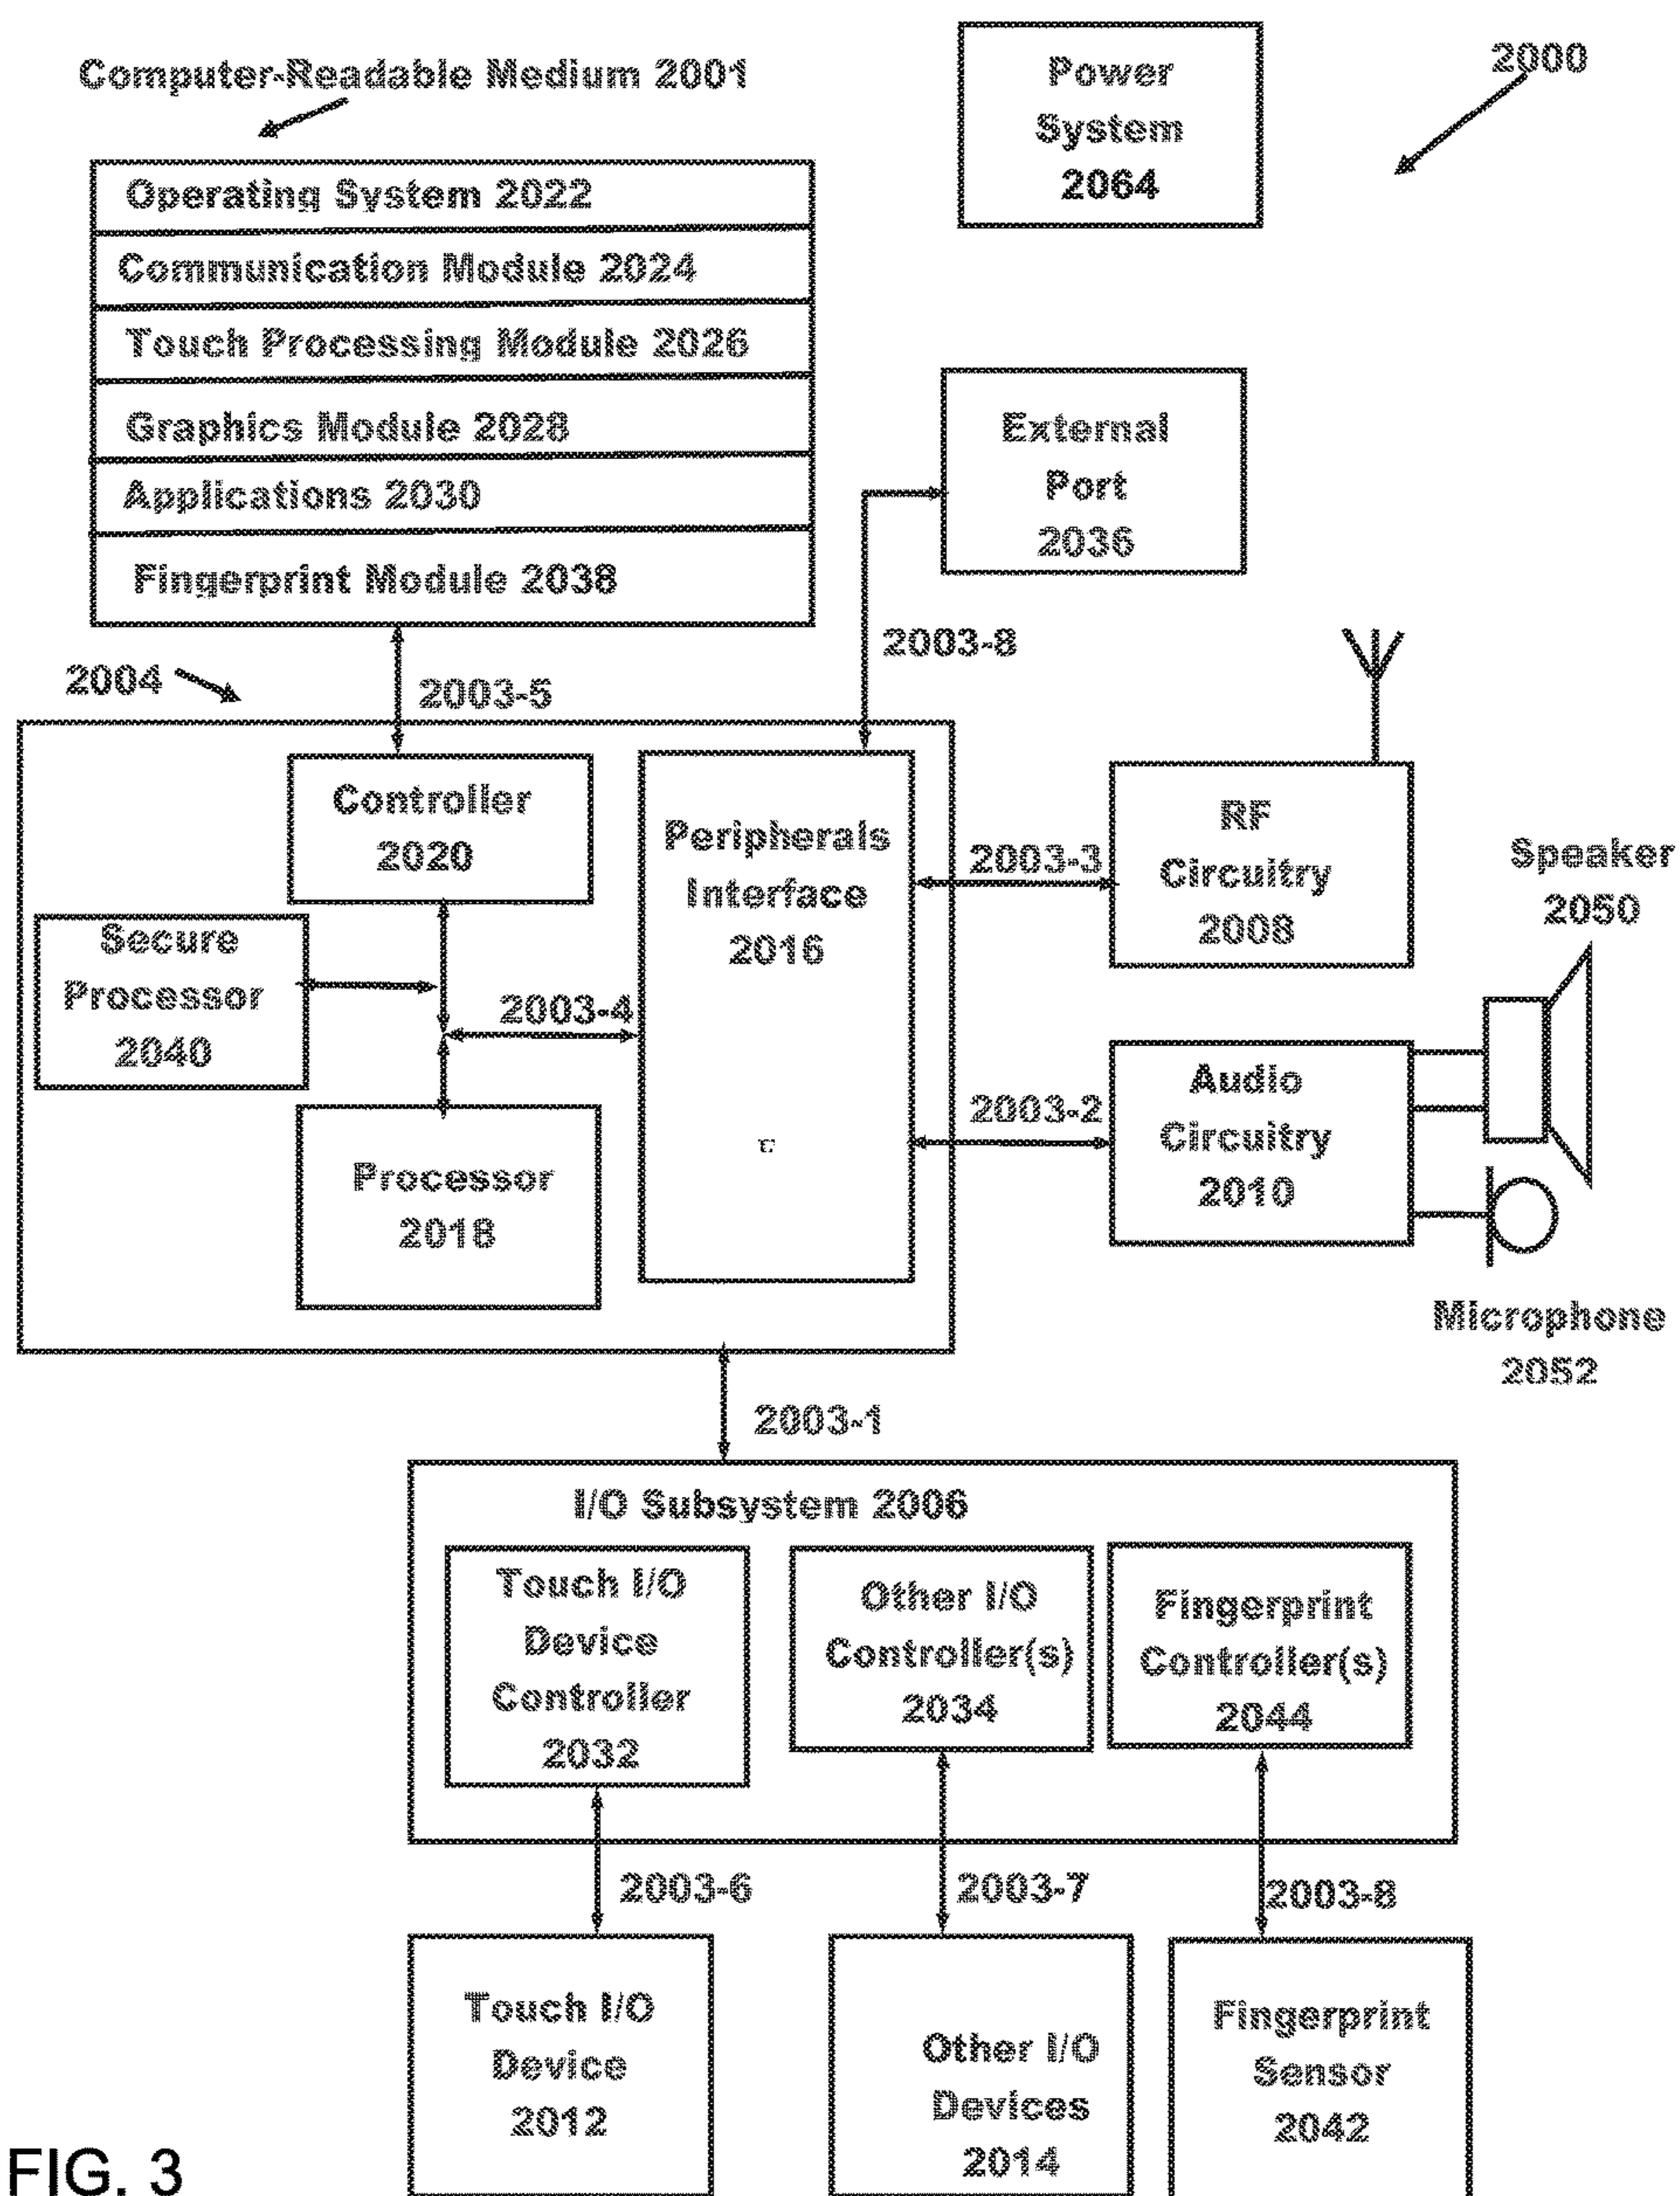 Computer-Readable Medium 2001
Power
System
2064
2000
Operating System 2022
Communication Module 2024
Touch Processing Module 2026
Graphics Module 2028
Applications 2030
Fingerprint Module 2038
External
Port
2036
2003-8
2004
2003-5
Controller
2020
Secure
Processor
2040
2003-4
Processor
2018
Peripherals
Interface
2016
2003-3
RF
Circuitry
2008
Speaker
2050
2003-2
Audio
Circuitry
2010
Microphone
2052
2003-1
I/O Subsystem 2006
Touch I/O
Device
Controller
2032
Other I/O
Controller(s)
2034
Fingerprint
Controller(s)
2044
2003-6
2003-7
2003-8
Touch I/O
Device
2012
Other I/O
Devices
2014
Fingerprint
Sensor
2042
FIG. 3